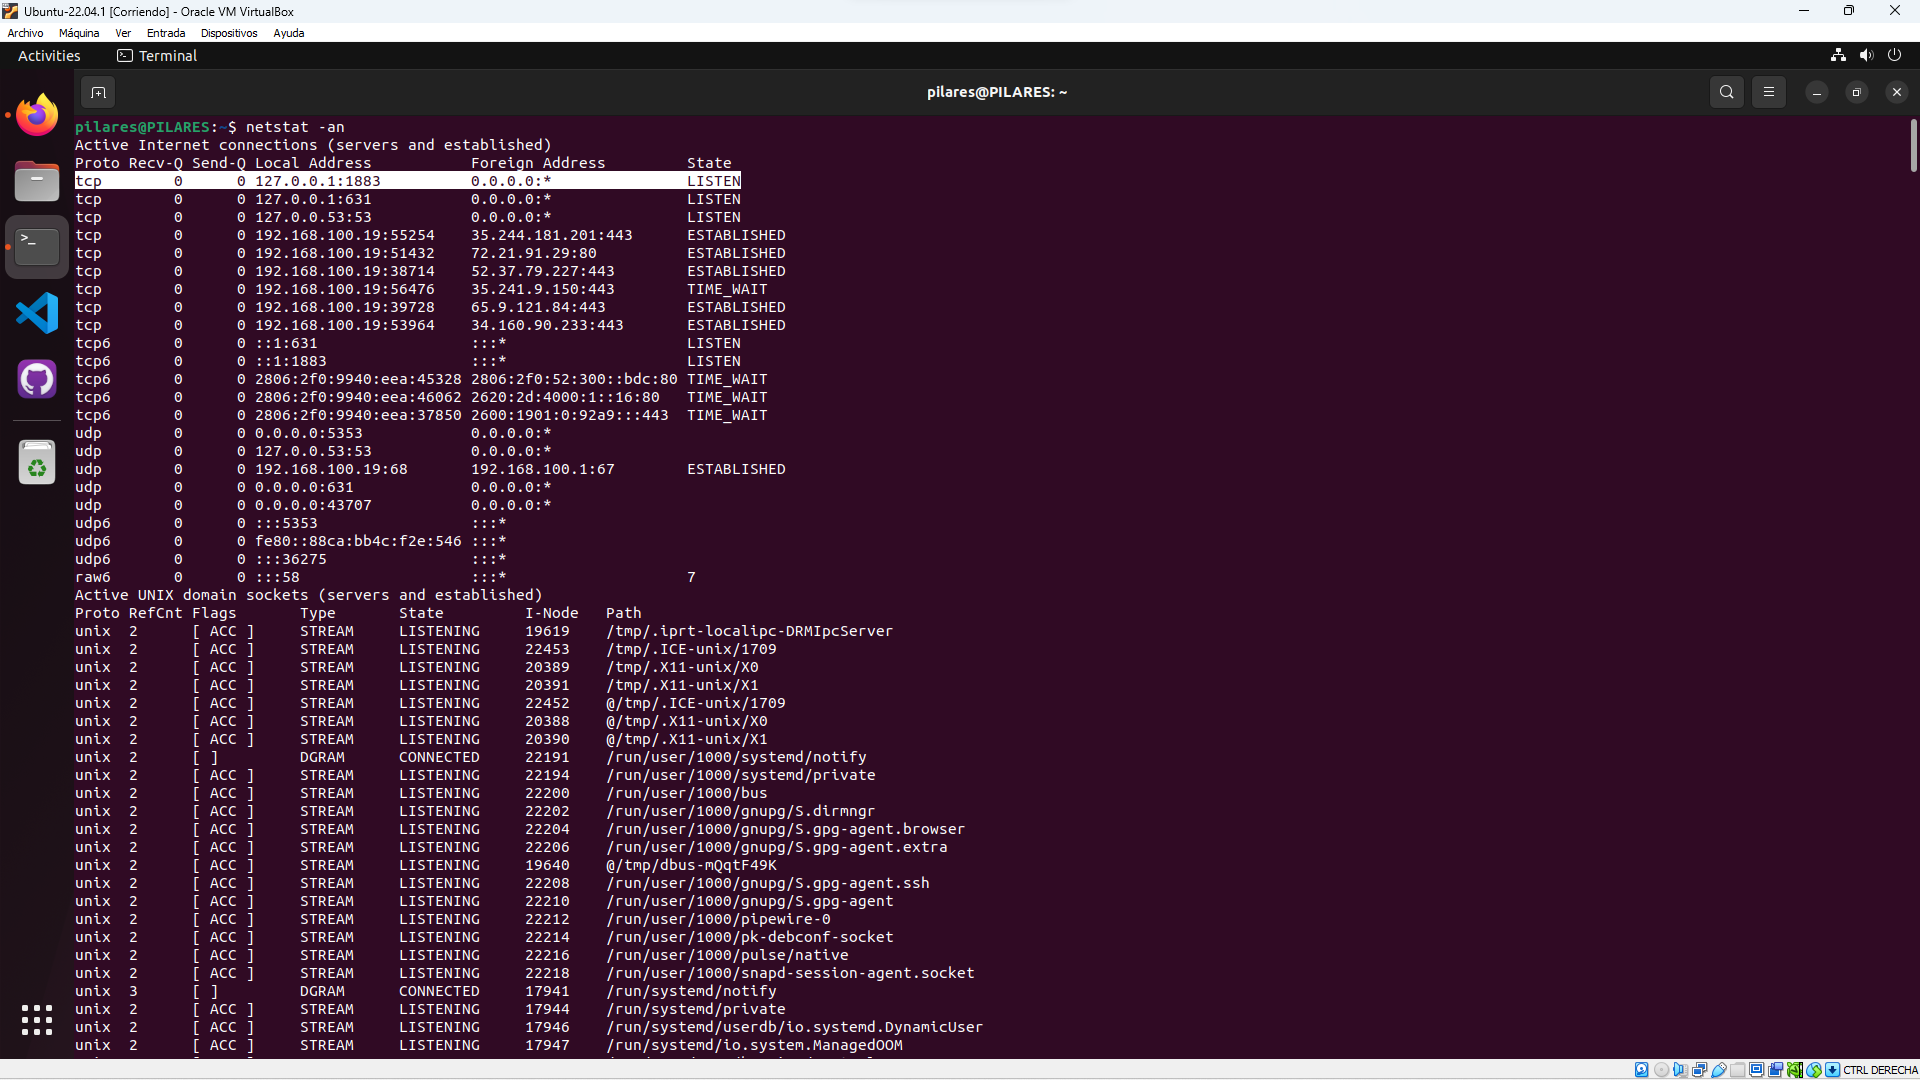 Ubuntu-22.04.1 [Corriendo] - Oracle VM VirtualBox
Archivo Máquina Ver Entrada Dispositivos Ayuda
Activities Terminal
pilares@PILARES: ~
pilares@PILARES:~$ netstat -an
Active Internet connections (servers and established)
Proto Recv-Q Send-Q Local Address           Foreign Address         State
tcp        0      0 127.0.0.1:1883          0.0.0.0:*               LISTEN
tcp        0      0 127.0.0.1:631           0.0.0.0:*               LISTEN
tcp        0      0 127.0.0.53:53           0.0.0.0:*               LISTEN
tcp        0      0 192.168.100.19:55254    35.244.181.201:443      ESTABLISHED
tcp        0      0 192.168.100.19:51432    72.21.91.29:80          ESTABLISHED
tcp        0      0 192.168.100.19:38714    52.37.79.227:443        ESTABLISHED
tcp        0      0 192.168.100.19:56476    35.241.9.150:443        TIME_WAIT
tcp        0      0 192.168.100.19:39728    65.9.121.84:443         ESTABLISHED
tcp        0      0 192.168.100.19:53964    34.160.90.233:443       ESTABLISHED
tcp6       0      0 ::1:631                 :::*                    LISTEN
tcp6       0      0 ::1:1883                :::*                    LISTEN
tcp6       0      0 2806:2f0:9940:eea:45328 2806:2f0:52:300::bdc:80 TIME_WAIT
tcp6       0      0 2806:2f0:9940:eea:46062 2620:2d:4000:1::16:80   TIME_WAIT
tcp6       0      0 2806:2f0:9940:eea:37850 2600:1901:0:92a9:::443  TIME_WAIT
udp        0      0 0.0.0.0:5353            0.0.0.0:*
udp        0      0 127.0.0.53:53           0.0.0.0:*
udp        0      0 192.168.100.19:68       192.168.100.1:67        ESTABLISHED
udp        0      0 0.0.0.0:631             0.0.0.0:*
udp        0      0 0.0.0.0:43707           0.0.0.0:*
udp6       0      0 :::5353                 :::*
udp6       0      0 fe80::88ca:bb4c:f2e:546 :::*
udp6       0      0 :::36275                :::*
raw6       0      0 :::58                   :::*                    7
Active UNIX domain sockets (servers and established)
Proto RefCnt Flags       Type       State         I-Node   Path
unix  2      [ ACC ]     STREAM     LISTENING     19619    /tmp/.iprt-localipc-DRMIpcServer
unix  2      [ ACC ]     STREAM     LISTENING     22453    /tmp/.ICE-unix/1709
unix  2      [ ACC ]     STREAM     LISTENING     20389    /tmp/.X11-unix/X0
unix  2      [ ACC ]     STREAM     LISTENING     20391    /tmp/.X11-unix/X1
unix  2      [ ACC ]     STREAM     LISTENING     22452    @/tmp/.ICE-unix/1709
unix  2      [ ACC ]     STREAM     LISTENING     20388    @/tmp/.X11-unix/X0
unix  2      [ ACC ]     STREAM     LISTENING     20390    @/tmp/.X11-unix/X1
unix  2      [ ]         DGRAM      CONNECTED     22191    /run/user/1000/systemd/notify
unix  2      [ ACC ]     STREAM     LISTENING     22194    /run/user/1000/systemd/private
unix  2      [ ACC ]     STREAM     LISTENING     22200    /run/user/1000/bus
unix  2      [ ACC ]     STREAM     LISTENING     22202    /run/user/1000/gnupg/S.dirmngr
unix  2      [ ACC ]     STREAM     LISTENING     22204    /run/user/1000/gnupg/S.gpg-agent.browser
unix  2      [ ACC ]     STREAM     LISTENING     22206    /run/user/1000/gnupg/S.gpg-agent.extra
unix  2      [ ACC ]     STREAM     LISTENING     19640    @/tmp/dbus-mQqtF49K
unix  2      [ ACC ]     STREAM     LISTENING     22208    /run/user/1000/gnupg/S.gpg-agent.ssh
unix  2      [ ACC ]     STREAM     LISTENING     22210    /run/user/1000/gnupg/S.gpg-agent
unix  2      [ ACC ]     STREAM     LISTENING     22212    /run/user/1000/pipewire-0
unix  2      [ ACC ]     STREAM     LISTENING     22214    /run/user/1000/pk-debconf-socket
unix  2      [ ACC ]     STREAM     LISTENING     22216    /run/user/1000/pulse/native
unix  2      [ ACC ]     STREAM     LISTENING     22218    /run/user/1000/snapd-session-agent.socket
unix  3      [ ]         DGRAM      CONNECTED     17941    /run/systemd/notify
unix  2      [ ACC ]     STREAM     LISTENING     17944    /run/systemd/private
unix  2      [ ACC ]     STREAM     LISTENING     17946    /run/systemd/userdb/io.systemd.DynamicUser
unix  2      [ ACC ]     STREAM     LISTENING     17947    /run/systemd/io.system.ManagedOOM
CTRL DERECHA